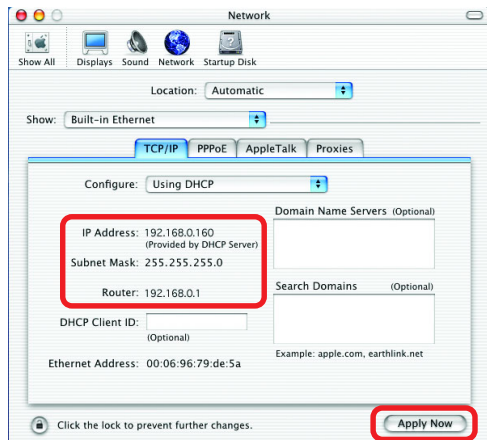 Network
Show All Displays Sound Network Startup Disk
Location: Automatic
Show: Built-in Ethernet
TCP/IP PPPoE AppleTalk Proxies
Configure: Using DHCP
Domain Name Servers (Optional)
IP Address: 192.168.0.160
(Provided by DHCP Server)
Subnet Mask: 255.255.255.0
Router: 192.168.0.1
Search Domains (Optional)
DHCP Client ID:
(Optional)
Example: apple.com, earthlink.net
Ethernet Address: 00:06:96:79:de:5a
Click the lock to prevent further changes.
Apply Now